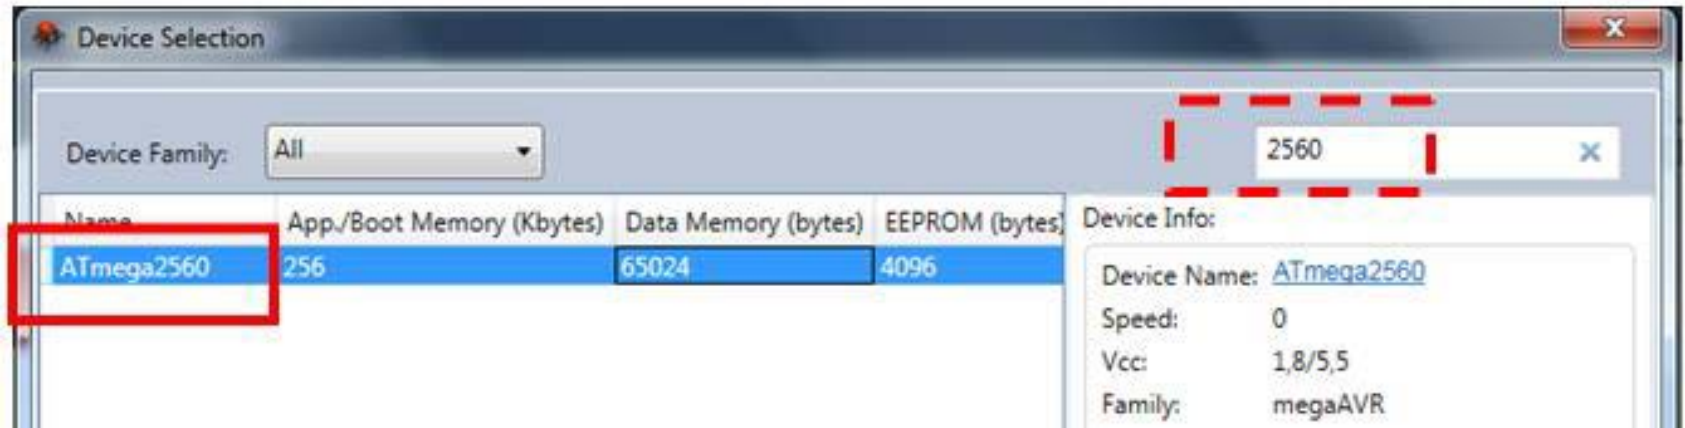 Device Selection
Device Family: All 2560
Name App./Boot Memory (Kbytes) Data Memory (bytes) EEPROM (bytes)
ATmega2560 256 65024 4096
Device Info:
Device Name: ATmega2560
Speed: 0
Vcc: 1,8/5,5
Family: megaAVR